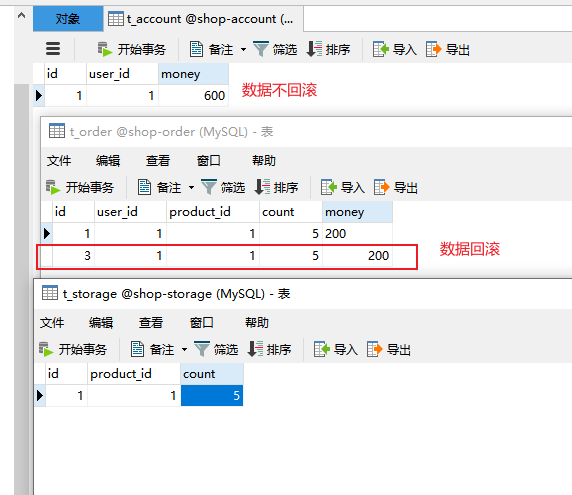 对象 t_account @shop-account (...
开始事务 备注 筛选 排序 导入 导出
id user_id money
1 1 600
数据不回滚
t_order @shop-order (MySQL) - 表
文件 编辑 查看 窗口 帮助
开始事务 备注 筛选 排序 导入 导出
id user_id product_id count money
1 1 1 5 200
3 1 1 5 200
数据回滚
t_storage @shop-storage (MySQL) - 表
文件 编辑 查看 窗口 帮助
开始事务 备注 筛选 排序 导入 导出
id product_id count
1 1 5